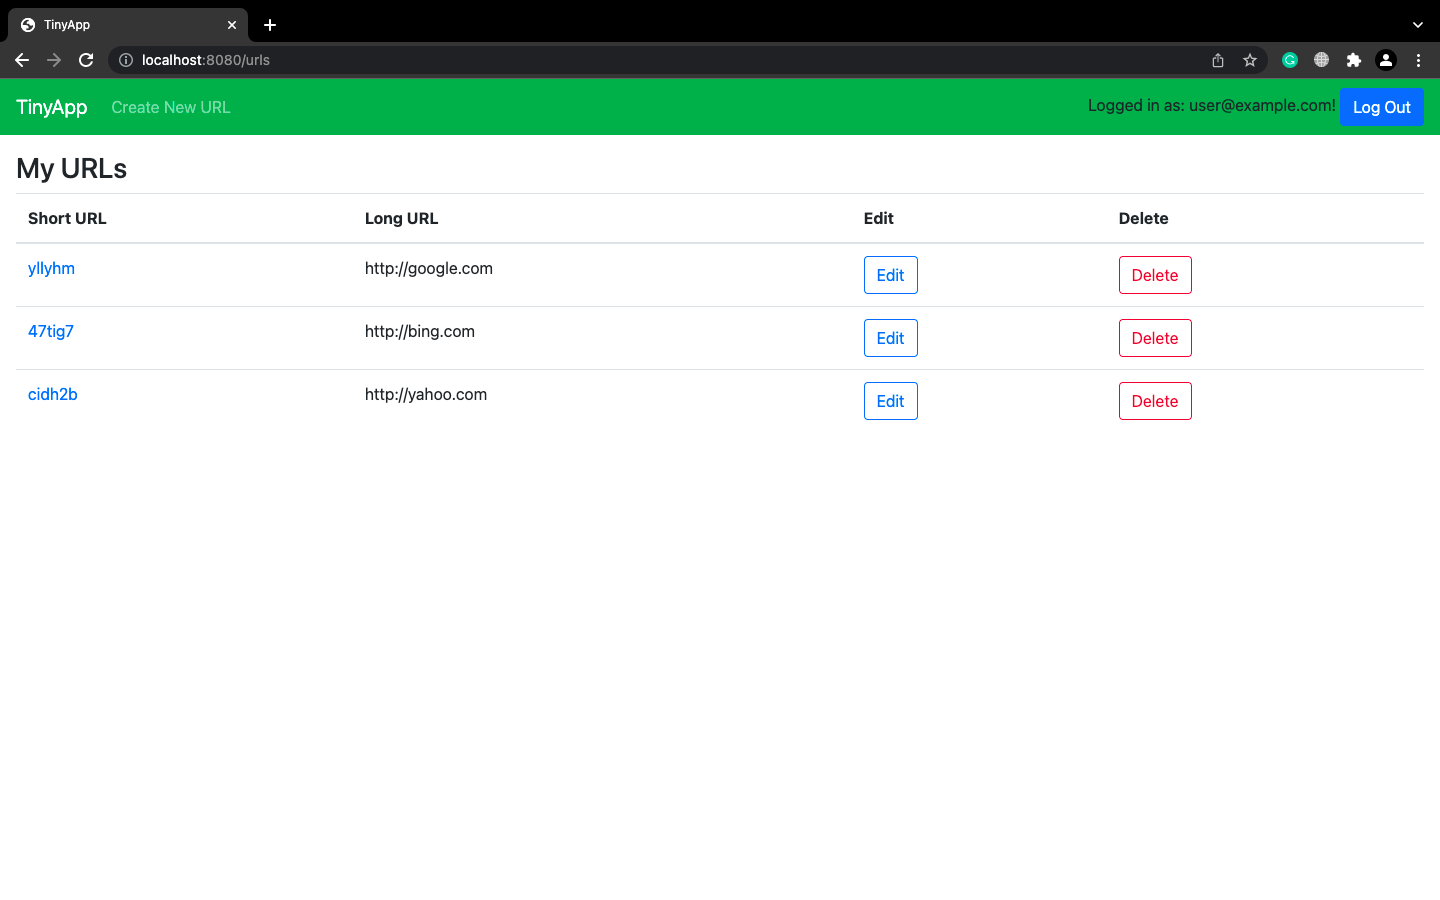 TinyApp
localhost:8080/urls
TinyApp Create New URL Logged in as: user@example.com! Log Out
My URLs
Short URL Long URL Edit Delete
yllyhm http://google.com Edit Delete
47tig7 http://bing.com Edit Delete
cidh2b http://yahoo.com Edit Delete